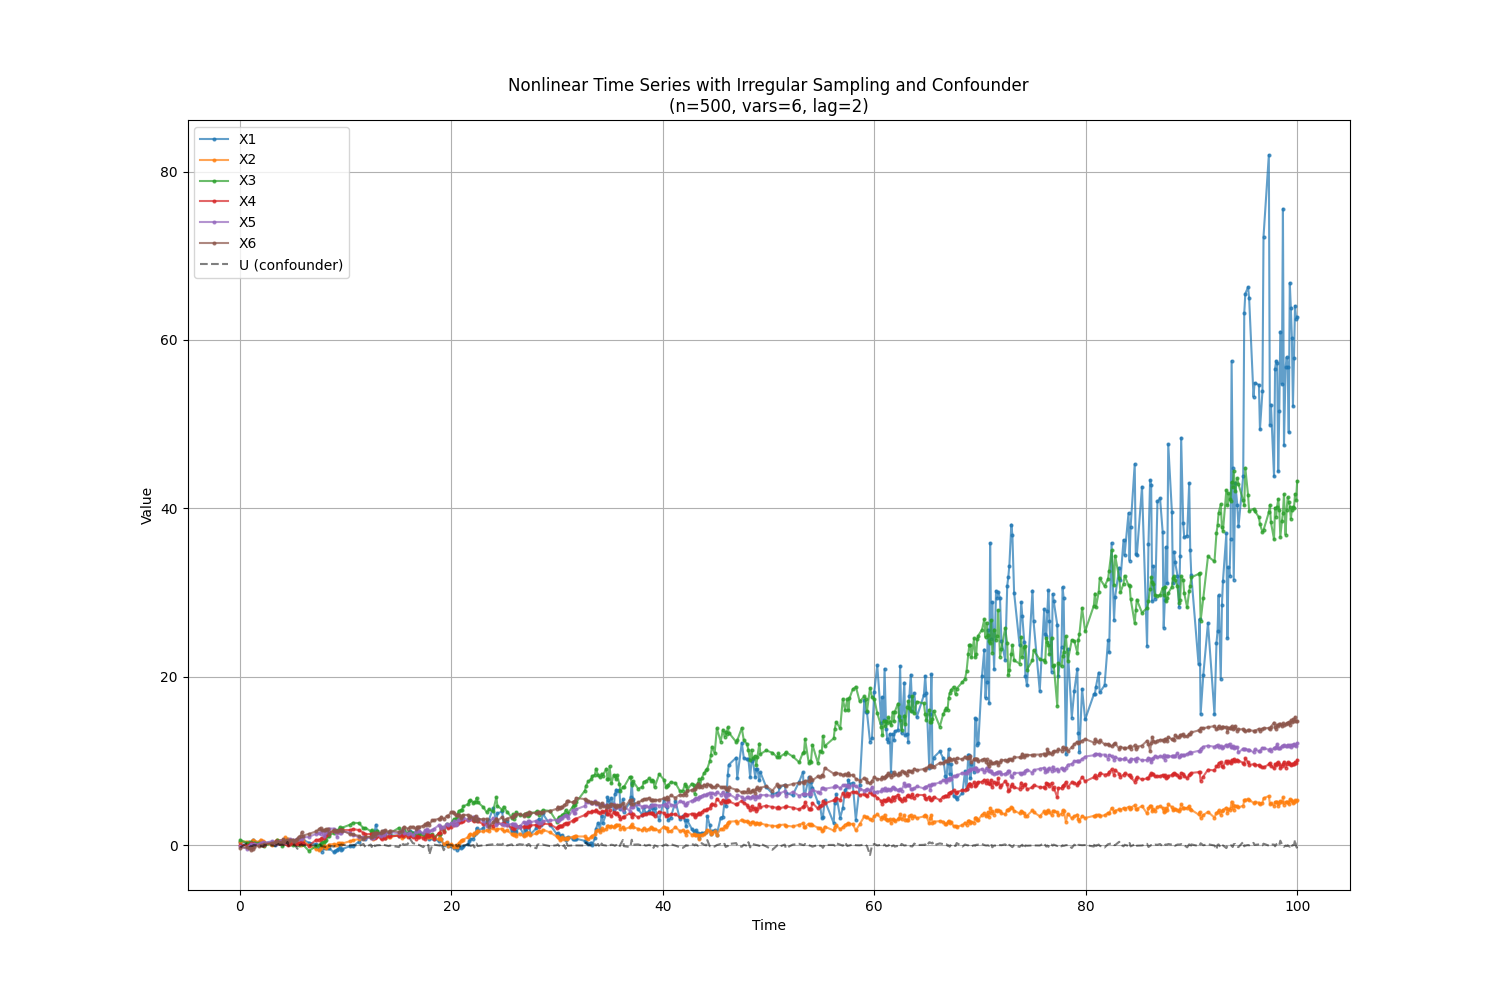 Nonlinear Time Series with Irregular Sampling and Confounder
(n=500, vars=6, lag=2)
X1
X2
X3
X4
X5
X6
U (confounder)
Value
80
60
40
20
0
0
20
40
60
80
100
Time